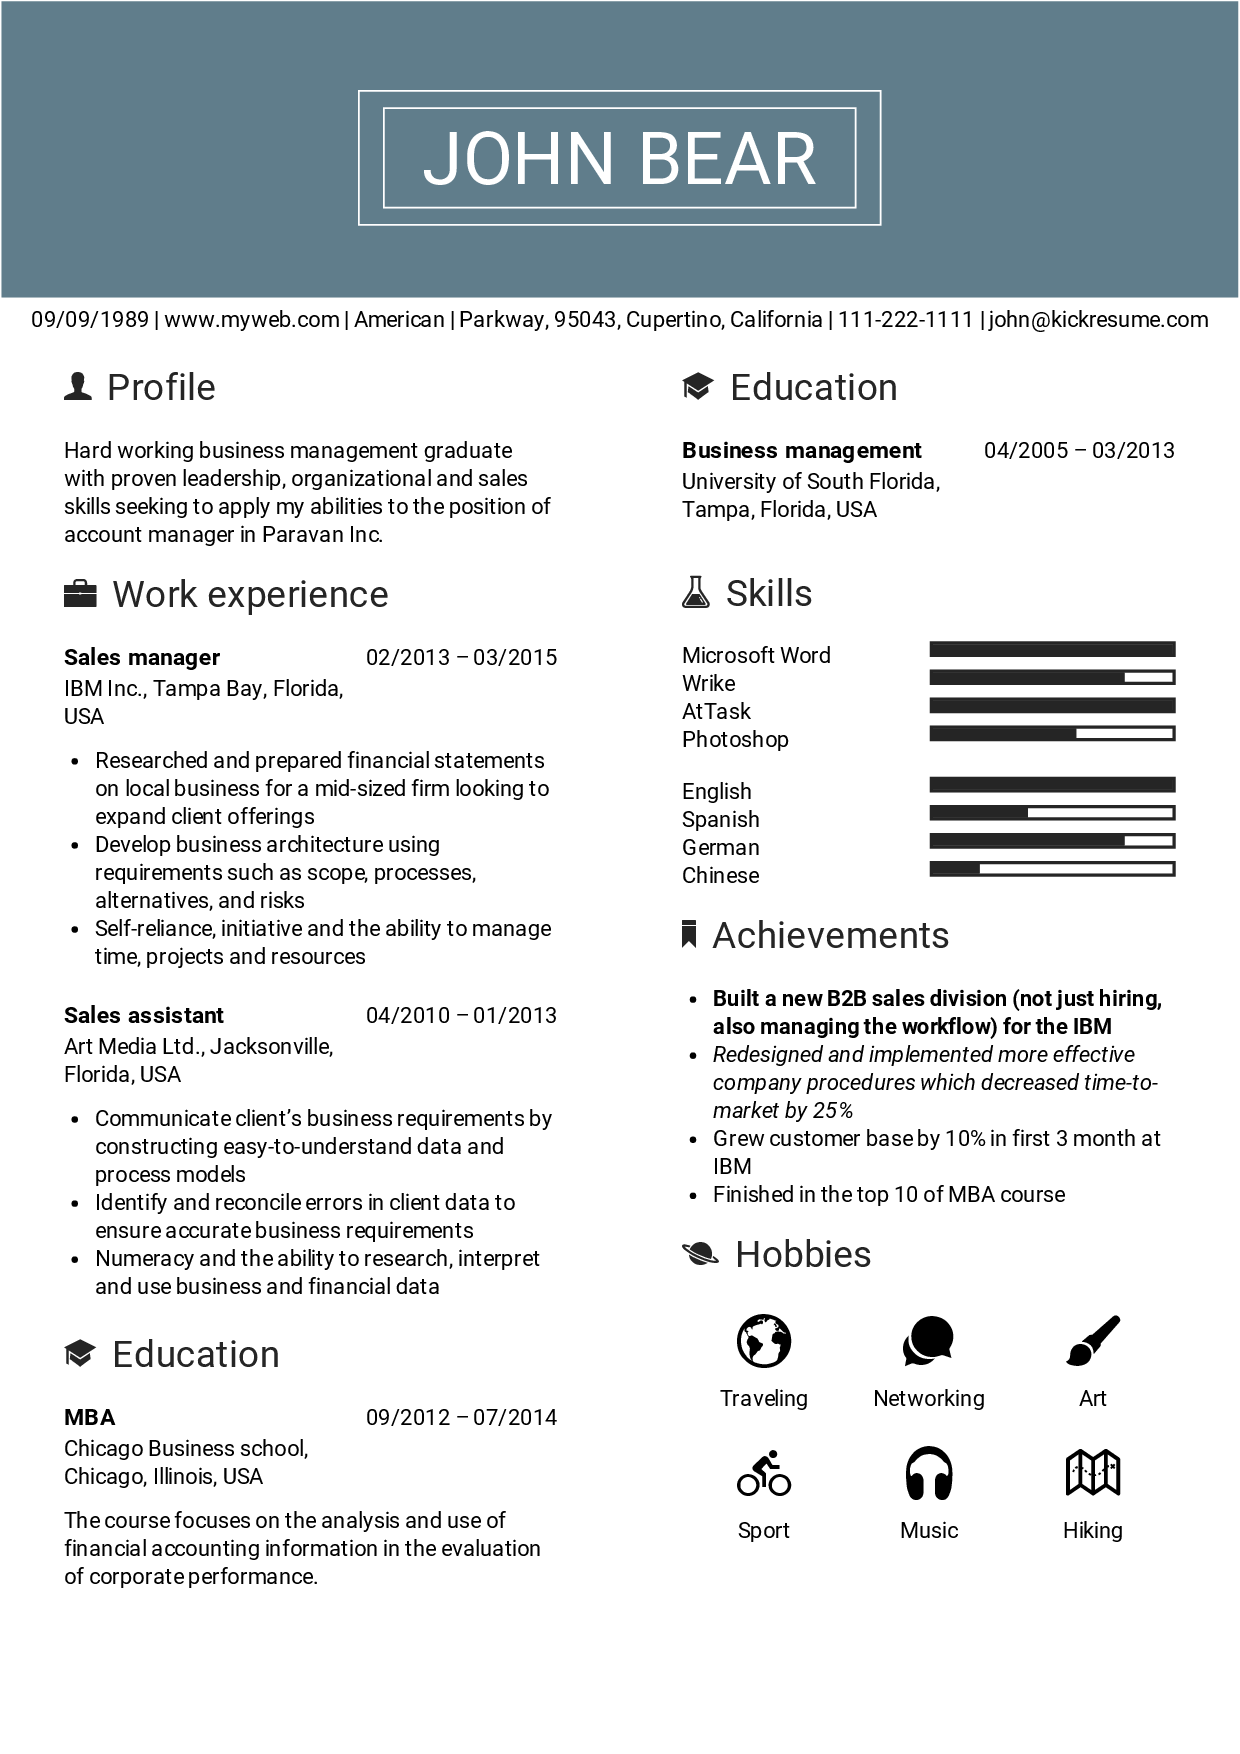 JOHN BEAR
09/09/1989 | www.myweb.com | American | Parkway, 95043, Cupertino, California | 111-222-1111 | john@kickresume.com
Profile
Hard working business management graduate
with proven leadership, organizational and sales
skills seeking to apply my abilities to the position of
account manager in Paravan Inc.
Work experience
Sales manager 02/2013 – 03/2015
IBM Inc., Tampa Bay, Florida,
USA
• Researched and prepared financial statements
on local business for a mid-sized firm looking to
expand client offerings
• Develop business architecture using
requirements such as scope, processes,
alternatives, and risks
• Self-reliance, initiative and the ability to manage
time, projects and resources
Sales assistant 04/2010 – 01/2013
Art Media Ltd., Jacksonville,
Florida, USA
• Communicate client’s business requirements by
constructing easy-to-understand data and
process models
• Identify and reconcile errors in client data to
ensure accurate business requirements
• Numeracy and the ability to research, interpret
and use business and financial data
Education
MBA 09/2012 – 07/2014
Chicago Business school,
Chicago, Illinois, USA
The course focuses on the analysis and use of
financial accounting information in the evaluation
of corporate performance.
Education
Business management 04/2005 – 03/2013
University of South Florida,
Tampa, Florida, USA
Skills
Microsoft Word
Wrike
AtTask
Photoshop
English
Spanish
German
Chinese
Achievements
• Built a new B2B sales division (not just hiring,
also managing the workflow) for the IBM
• Redesigned and implemented more effective
company procedures which decreased time-to-
market by 25%
• Grew customer base by 10% in first 3 month at
IBM
• Finished in the top 10 of MBA course
Hobbies
Traveling Networking Art
Sport Music Hiking